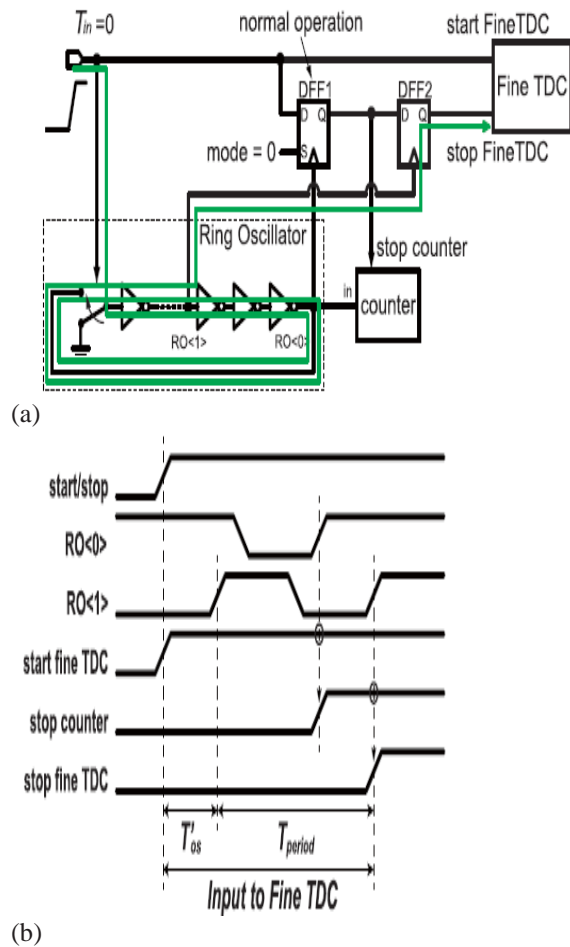 T_in=0
normal operation
start FineTDC
DFF1
DFF2
D Q
D Q
Fine TDC
mode = 0
S
stop FineTDC
Ring Oscillator
stop counter
in
counter
RO<1>
RO<0>
(a)
start/stop
RO<0>
RO<1>
start fine TDC
stop counter
stop fine TDC
T'os
Tperiod
Input to Fine TDC
(b)